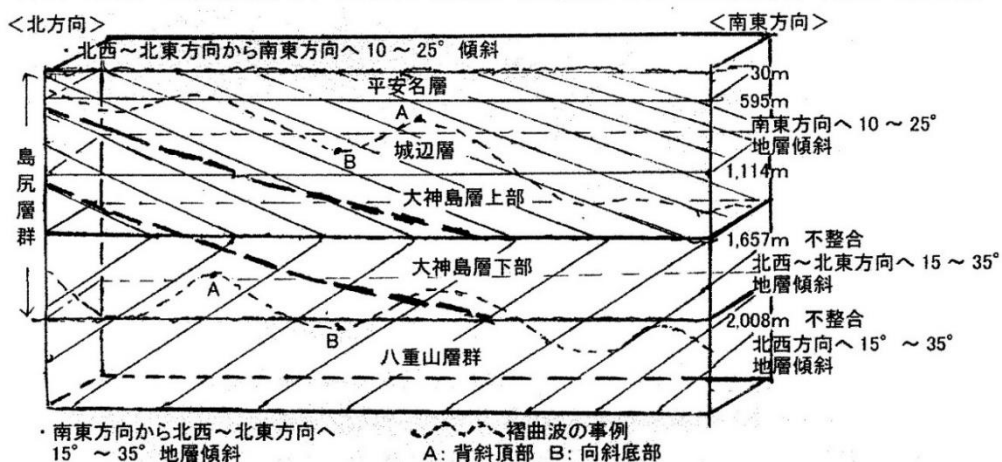 <北方向>
<南東方向>
・北西~北東方向から南東方向へ 10 ~ 25° 傾斜
30m
平安名層
595m
A
南東方向へ 10 ~ 25°
地層傾斜
城辺層
B
島尻層群
1,114m
大神島層上部
1,657m 不整合
大神島層下部
北西~北東方向へ 15 ~ 35°
地層傾斜
A
2,008m 不整合
B
北西方向へ 15° ~ 35°
地層傾斜
八重山層群
・南東方向から北西~北東方向へ
15° ~ 35° 地層傾斜
褶曲波の事例
A: 背斜頂部 B: 向斜底部